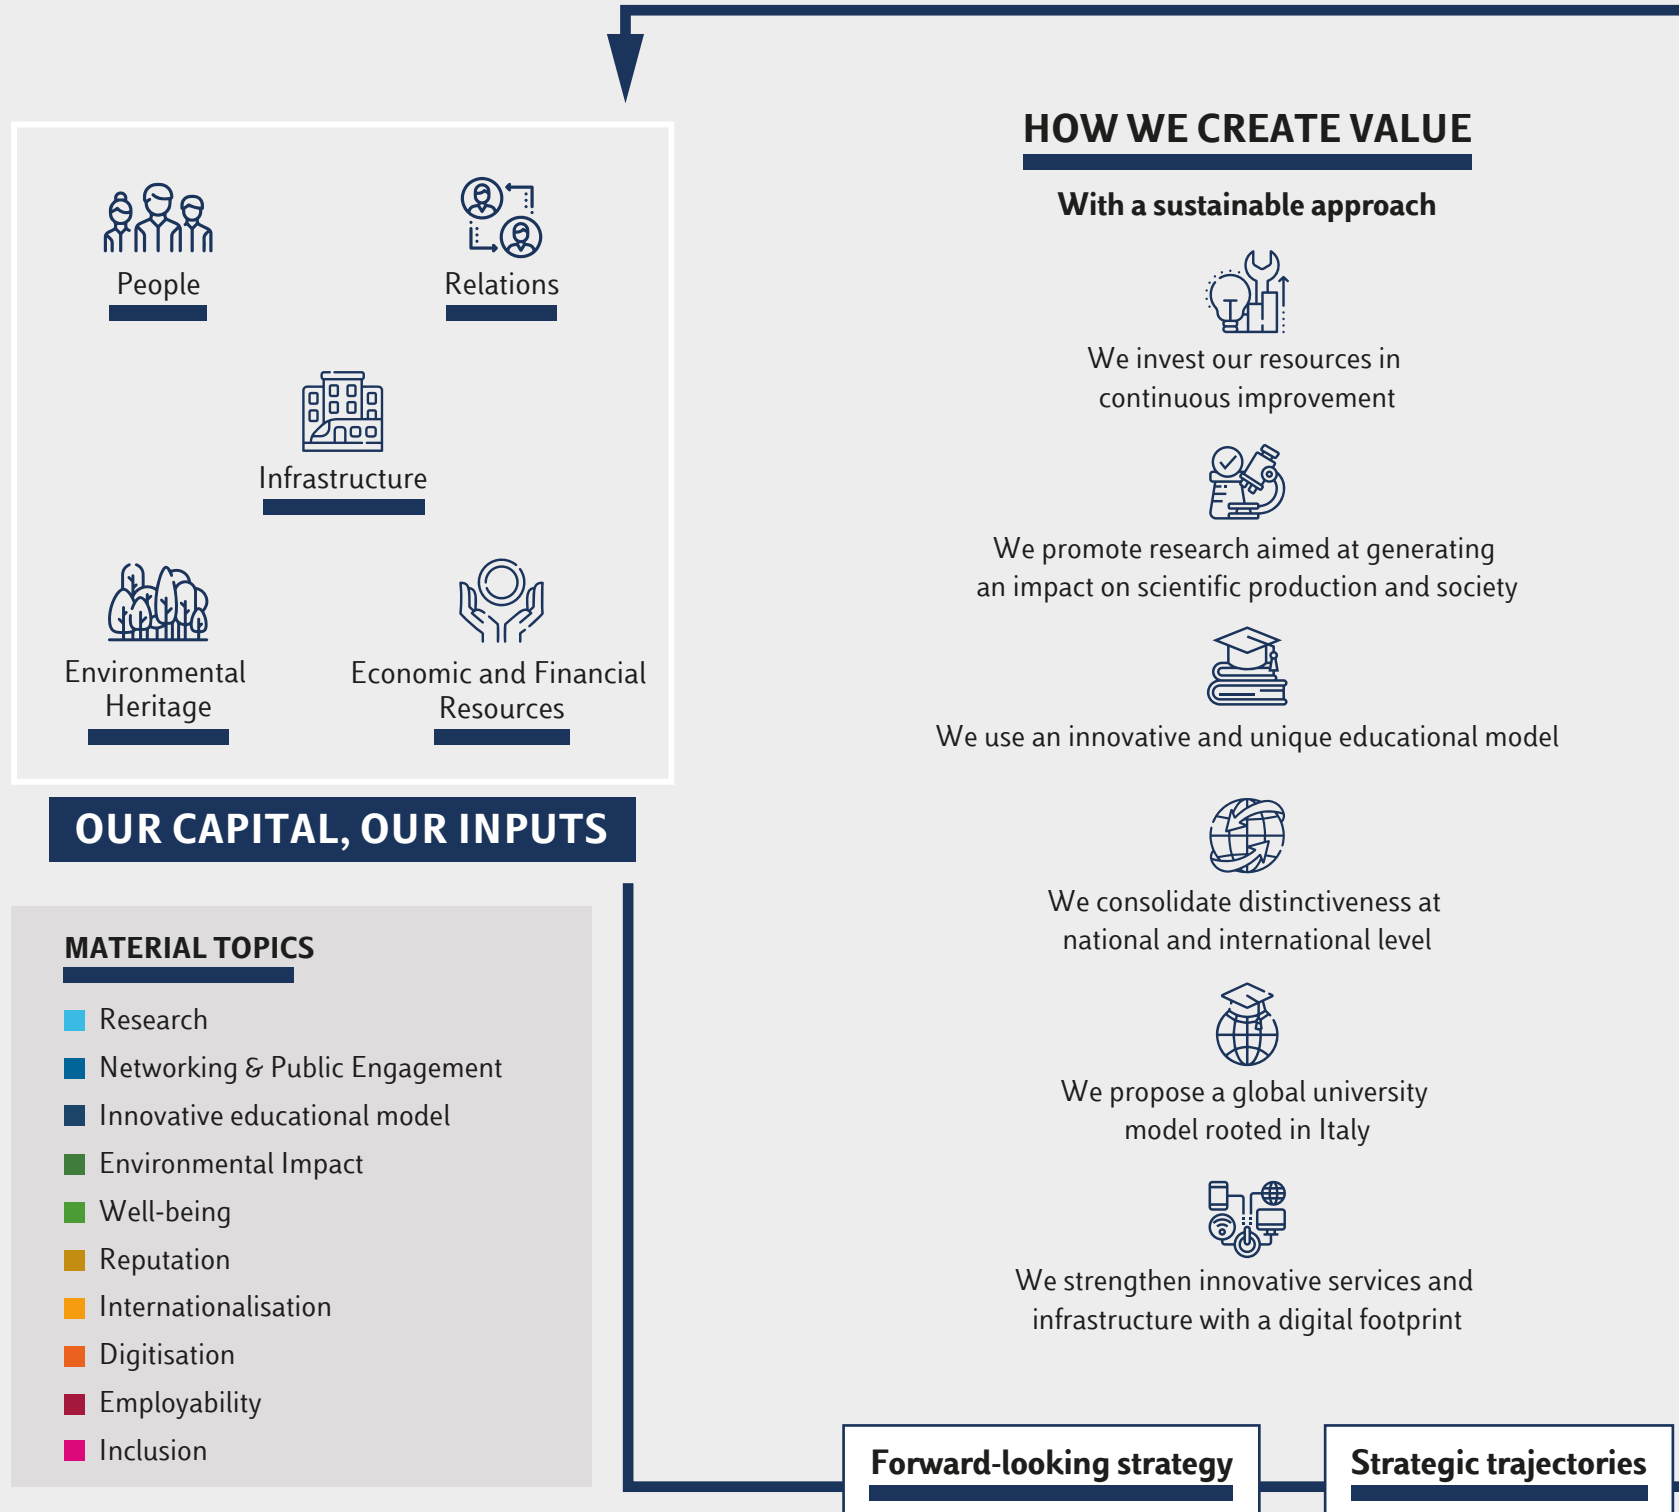 People
Relations
Infrastructure
Environmental
Heritage
Economic and Financial
Resources
OUR CAPITAL, OUR INPUTS
MATERIAL TOPICS
Research
Networking & Public Engagement
Innovative educational model
Environmental Impact
Well-being
Reputation
Internationalisation
Digitisation
Employability
Inclusion
HOW WE CREATE VALUE
With a sustainable approach
We invest our resources in
continuous improvement
We promote research aimed at generating
an impact on scientific production and society
We use an innovative and unique educational model
We consolidate distinctiveness at
national and international level
We propose a global university
model rooted in Italy
We strengthen innovative services and
infrastructure with a digital footprint
Forward-looking strategy
Strategic trajectories